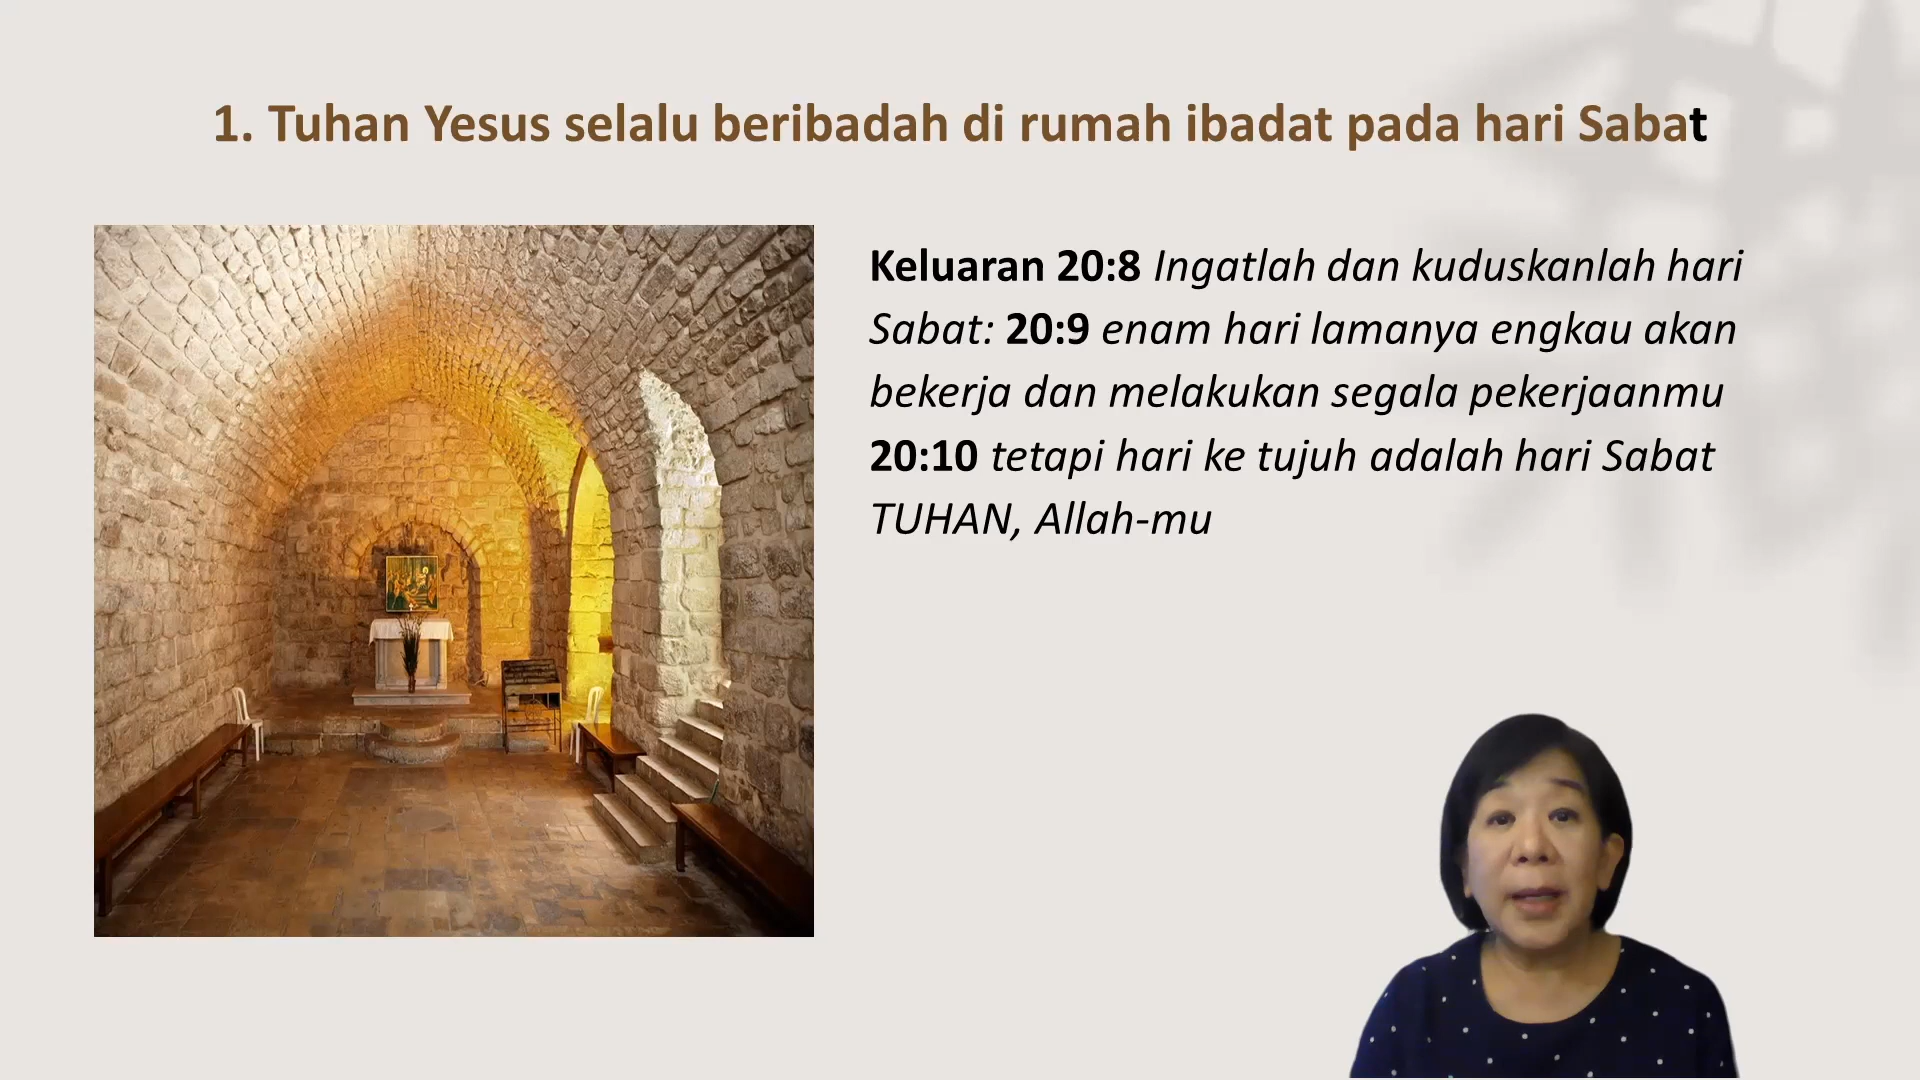 1. Tuhan Yesus selalu beribadah di rumah ibadat pada hari Sabat
Keluaran 20:8 Ingatlah dan kuduskanlah hari
Sabat: 20:9 enam hari lamanya engkau akan
bekerja dan melakukan segala pekerjaanmu
20:10 tetapi hari ke tujuh adalah hari Sabat
TUHAN, Allah-mu